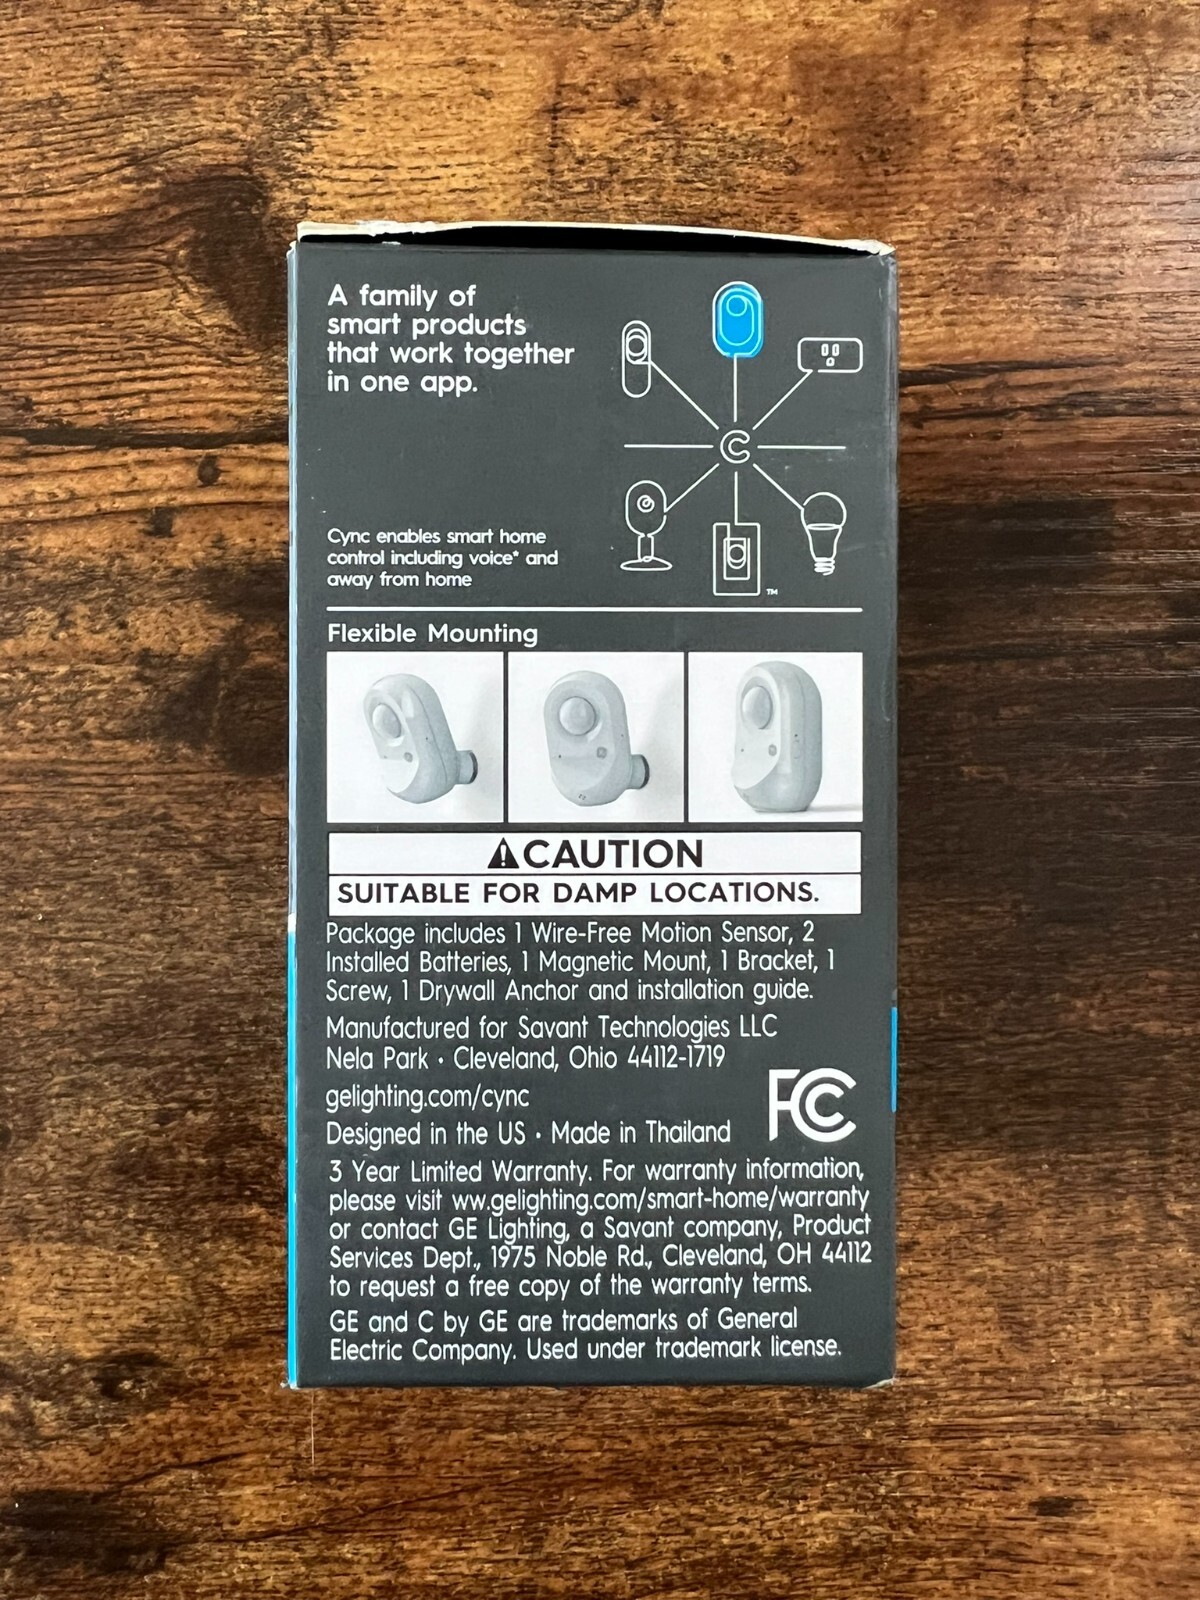 A family of
smart products
that work together
in one app.
C
Cync enables smart home
control including voice* and
away from home
TM
Flexible Mounting
CAUTION
SUITABLE FOR DAMP LOCATIONS.
Package includes 1 Wire-Free Motion Sensor, 2
Installed Batteries, 1 Magnetic Mount, 1 Bracket, 1
Screw, 1 Drywall Anchor and installation guide.
Manufactured for Savant Technologies LLC
Nela Park • Cleveland, Ohio 44112-1719
gelighting.com/cync
FC
Designed in the US • Made in Thailand
3 Year Limited Warranty. For warranty information,
please visit ww.gelighting.com/smart-home/warranty
or contact GE Lighting, a Savant company, Product
Services Dept., 1975 Noble Rd., Cleveland, OH 44112
to request a free copy of the warranty terms.
GE and C by GE are trademarks of General
Electric Company. Used under trademark license.